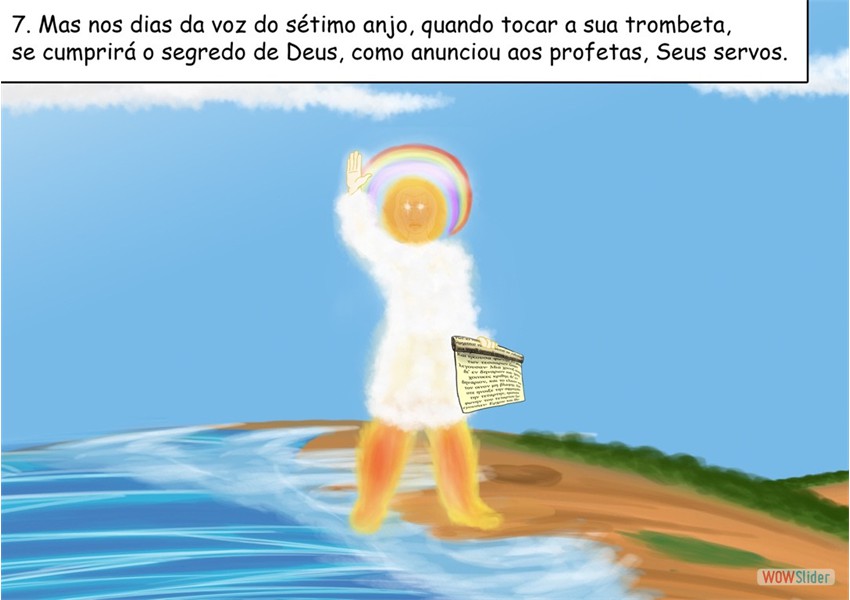 7. Mas nos dias da voz do sétimo anjo, quando tocar a sua trombeta,
se cumprirá o segredo de Deus, como anunciou aos profetas, Seus servos.
WOWSlider